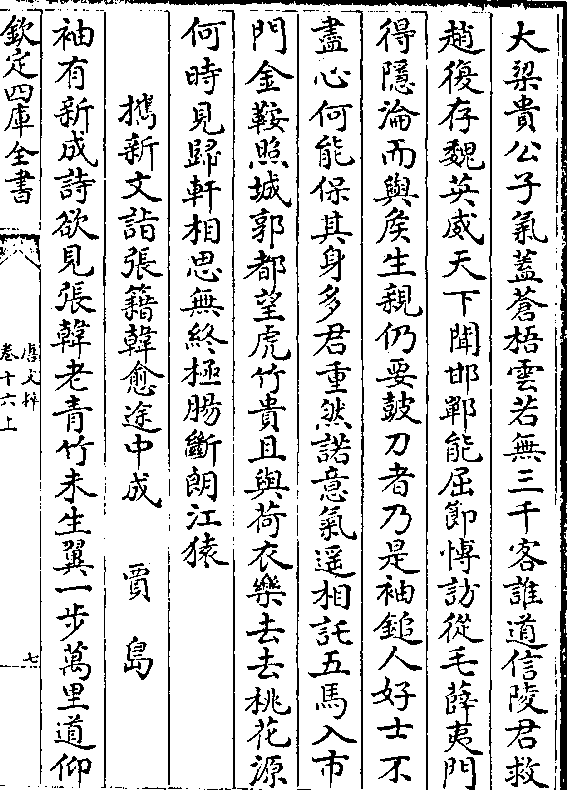 大梁貴公子氣蓋蒼梧雲若無三千客誰道信陵君救
趙復存魏英威天下聞邯鄲能屈節愽訪從毛薛夷門
得隱淪而與矦生親仍要鼓刀者乃是袖鎚人好士不
盡心何能保其身多君重然諾意氣遥相託五馬入市
門金鞍照城郭都望虎竹貴且與荷衣樂去去桃花源
何時見歸軒相思無終極腸斷朗江猿
攜新文詣張籍韓愈途中成 賈島
袖有新成詩欲見張韓老青竹未生翼一步萬里道仰
欽定四庫全書
唐文粹
卷十六上
七